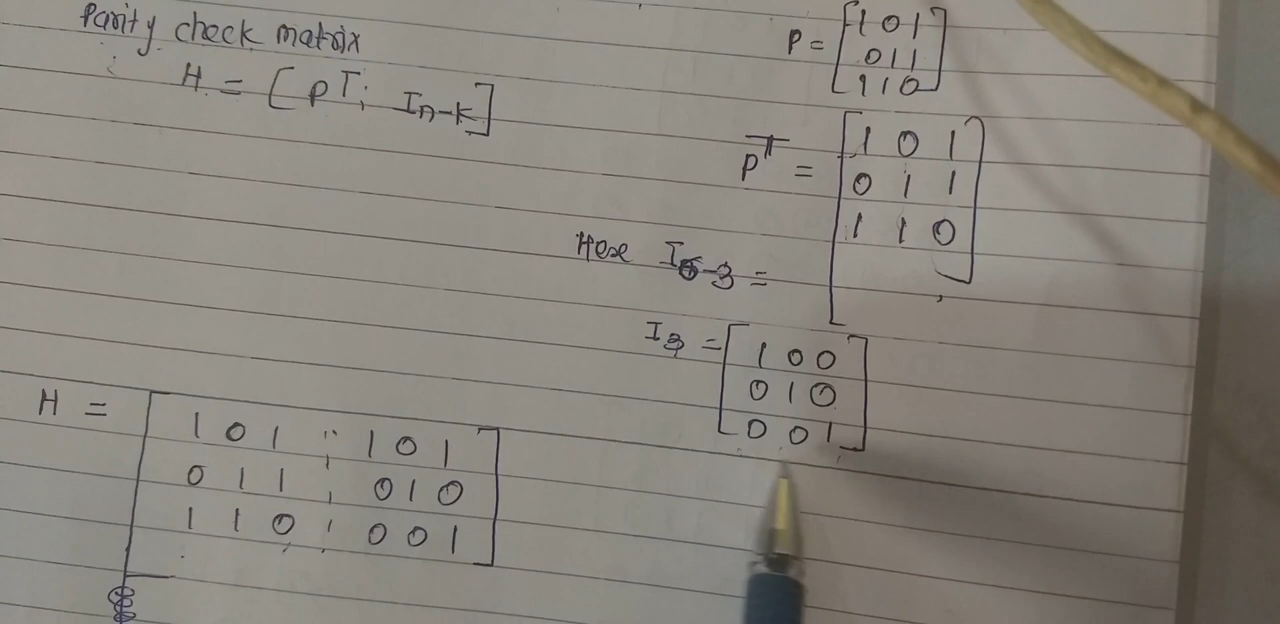 Parity check matrix
H = [P^T ; I_n-k]
P = [1 0 1
0 1 1
1 1 0]
P^T = [1 0 1
0 1 1
1 1 0]
Here I_6-3 =
I_3 = [1 0 0
0 1 0
0 0 1]
H = [1 0 1 ¦ 1 0 1
0 1 1 ¦ 0 1 0
1 1 0 ¦ 0 0 1]